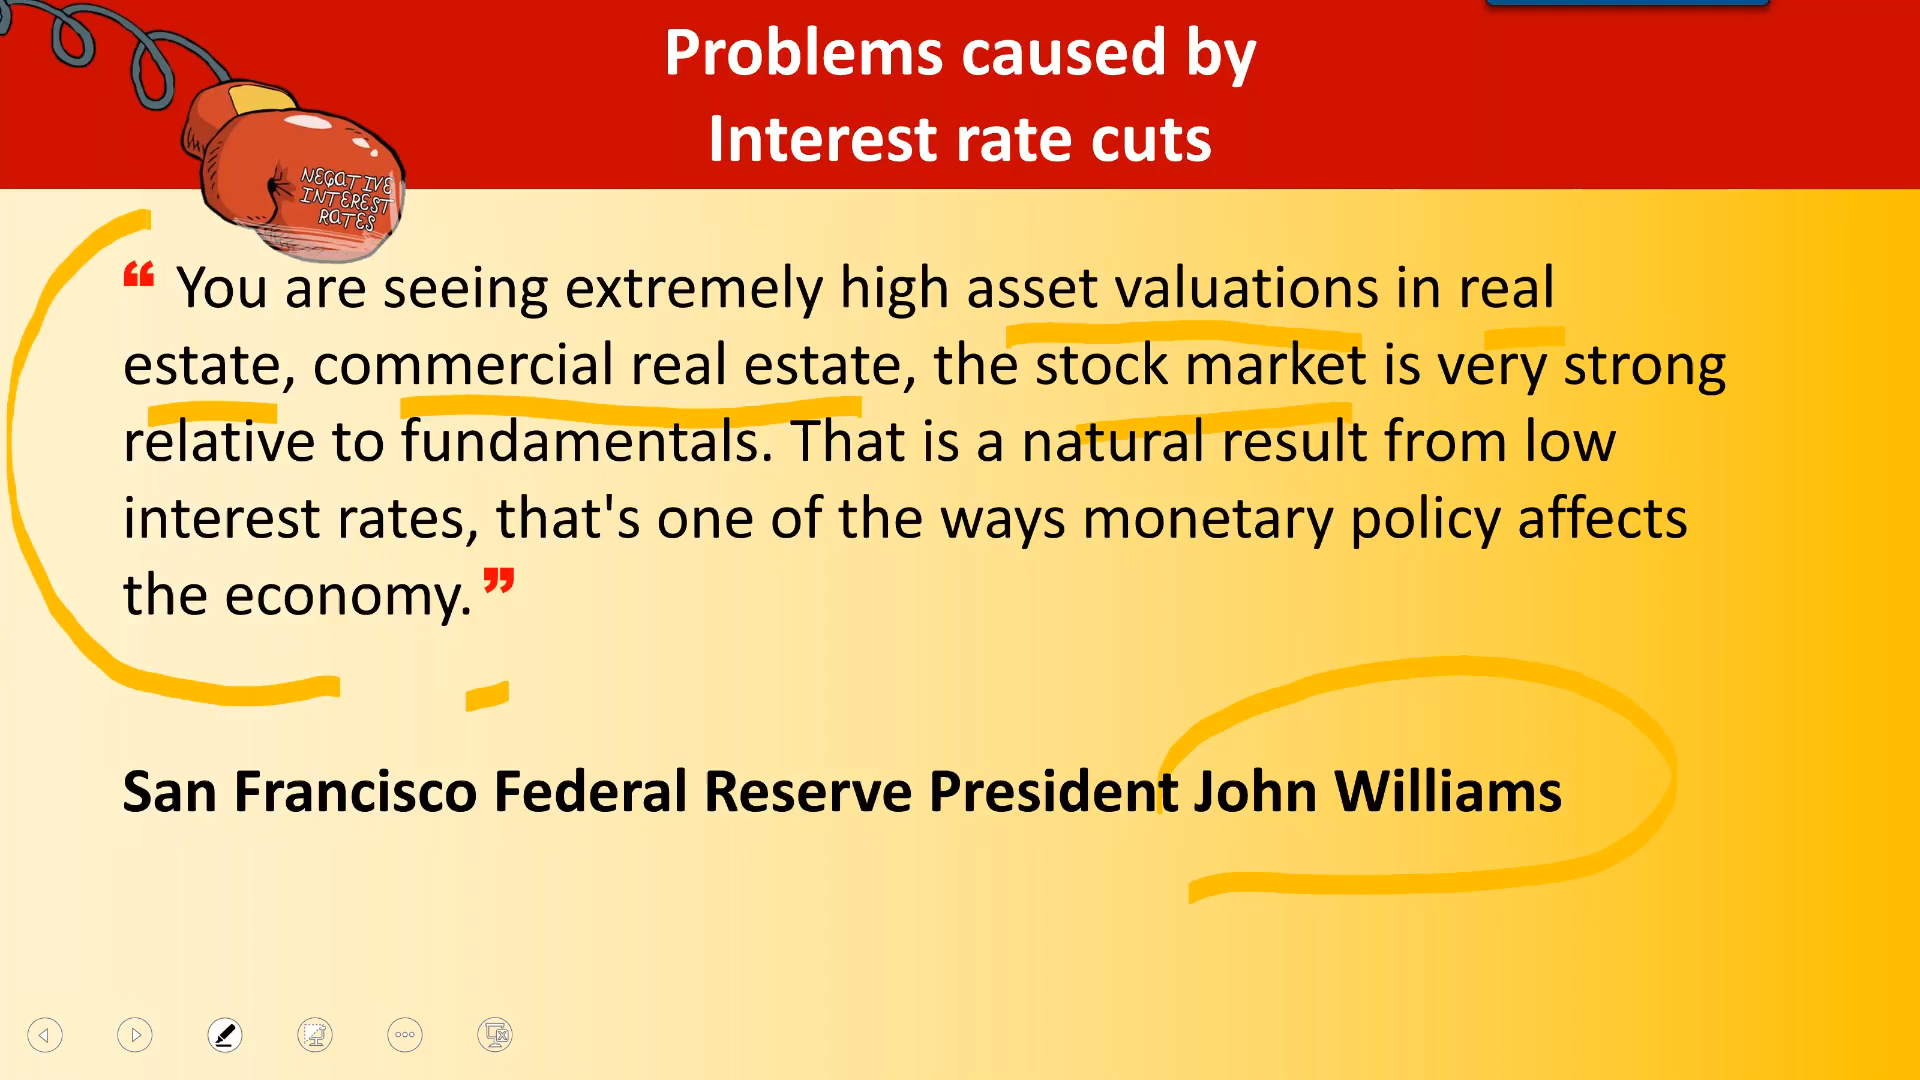 Problems caused by
Interest rate cuts
NEGATIVE
INTEREST
RATES
“ You are seeing extremely high asset valuations in real
estate, commercial real estate, the stock market is very strong
relative to fundamentals. That is a natural result from low
interest rates, that's one of the ways monetary policy affects
the economy.”
San Francisco Federal Reserve President John Williams